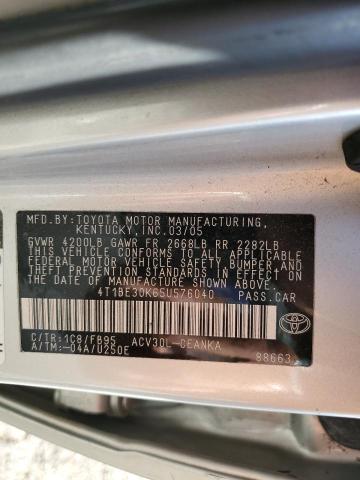 MFD.BY:TOYOTA MOTOR MANUFACTURING,
KENTUCKY,INC.03/05
GVWR 4200LB GAWR FR 2668LB RR 2282LB
THIS VEHICLE CONFORMS TO ALL APPLICABLE
FEDERAL MOTOR VEHICLE SAFETY, BUMPER, AND
THEFT PREVENTION STANDARDS IN EFFECT ON THE
DATE OF MANUFACTURE SHOWN ABOVE.
4T1BE30K65U576040 PASS.CAR
C/TR:1C8/FB95 ACV30L-CEANKA
A/TM:-04A/U250E 88663
TOYOTA